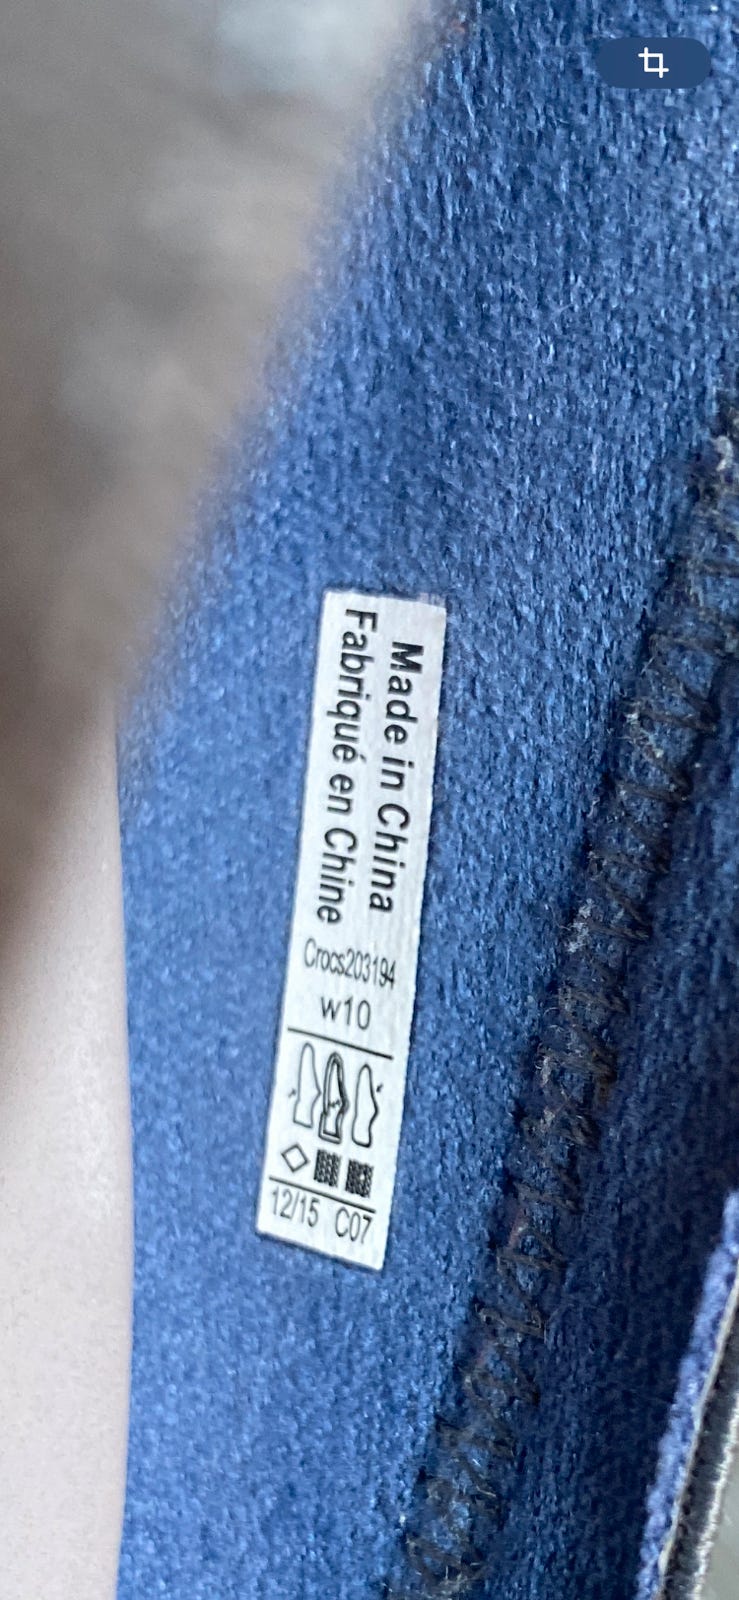 Made in China
Fabriqué en Chine
Crocs203194
w10
12/15 C07